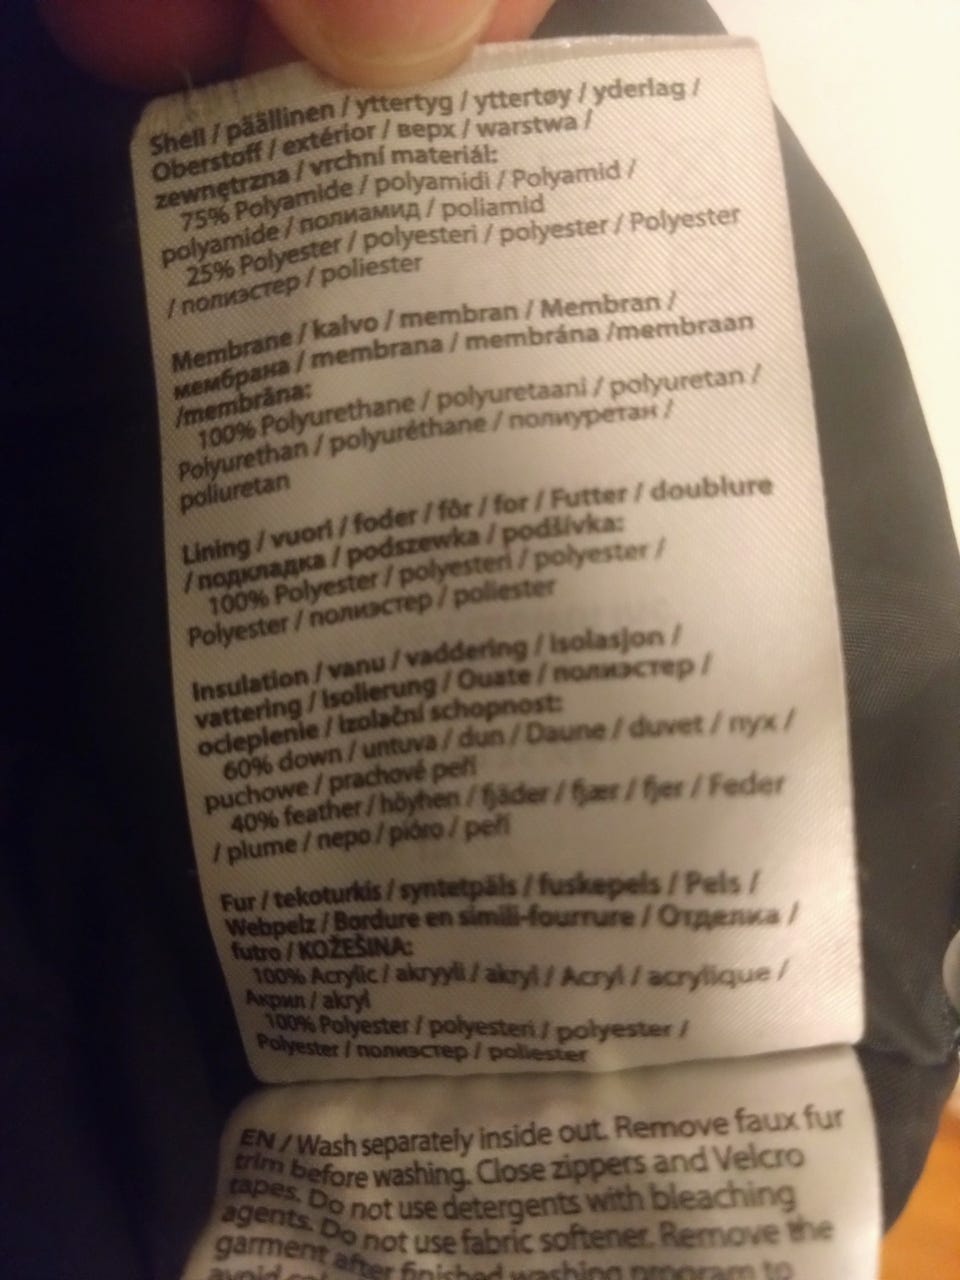 Shell / päällinen / yttertyg / yttertøy / yderlag /
Oberstoff / extérior / верх / warstwa /
zewnętrzna / vrchní materiál:
75% Polyamide / polyamidi / Polyamid /
polyamide / полиамид / poliamid
25% Polyester / polyesteri / polyester / Polyester
/ полиэстер / poliester
Membrane / kalvo / membran / Membran /
мембрана / membrana / membrána /membraan
/membrāna:
100% Polyurethane / polyuretaani / polyuretan /
Polyurethan / polyuréthane / полиуретан /
poliuretan
Lining / vuori / foder / fôr / for / Futter / doublure
/ подкладка / podszewka / podšívka:
100% Polyester / polyesteri / polyester /
Polyester / полиэстер / poliester
Insulation / vanu / vaddering / Isolasjon /
vattering / Isolierung / Ouate / полиэстер /
ocieplenie / Izolační schopnost:
60% down / untuva / dun / Daune / duvet / пух /
puchowe / prachové peří
40% feather / höyhen / fjäder / fjær / fjer / Feder
/ plume / перо / pióro / peří
Fur / tekoturkis / syntetpäls / fuskepels / Pels /
Webpelz / Bordure en simili-fourrure / Отделка /
futro / KOŽEŠINA:
100% Acrylic / akryyli / akryl / Acryl / acrylique /
Акрил / akryl
100% Polyester / polyesteri / polyester /
Polyester / полиэстер / poliester
EN / Wash separately inside out. Remove faux fur
trim before washing. Close zippers and Velcro
tapes. Do not use detergents with bleaching
agents. Do not use fabric softener. Remove the
garment after finished washing program to
avoid